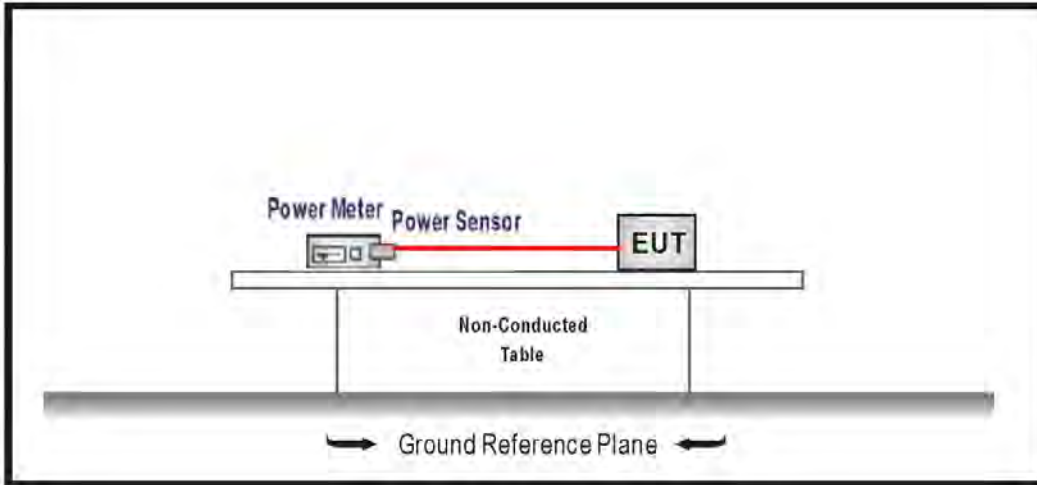 Power Meter
Power Sensor
EUT
Non-Conducted
Table
Ground Reference Plane